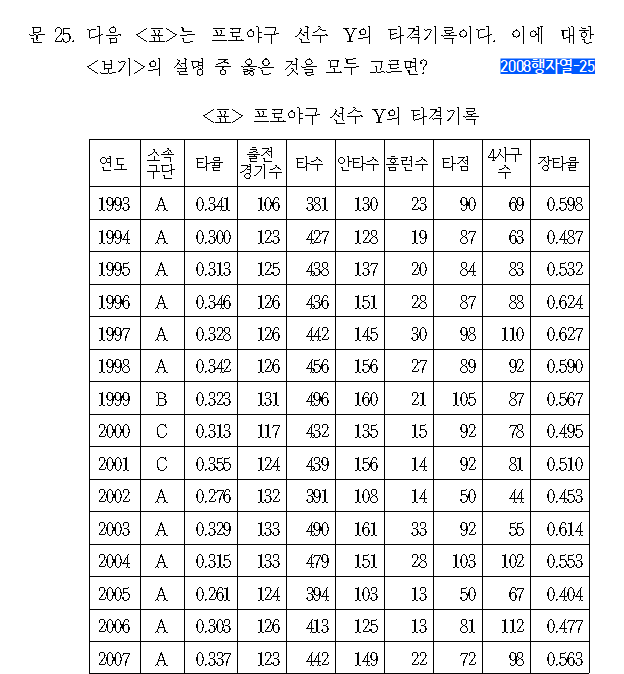 문 25. 다음 <표>는 프로야구 선수 Y의 타격기록이다. 이에 대한
<보기>의 설명 중 옳은 것을 모두 고르면? 2008행자열-25
<표> 프로야구 선수 Y의 타격기록
연도 소속구단 타율 출전경기수 타수 안타수 홈런수 타점 4사구수 장타율
1993 A 0.341 106 381 130 23 90 69 0.598
1994 A 0.300 123 427 128 19 87 63 0.487
1995 A 0.313 125 438 137 20 84 83 0.532
1996 A 0.346 126 436 151 28 87 88 0.624
1997 A 0.328 126 442 145 30 98 110 0.627
1998 A 0.342 126 456 156 27 89 92 0.590
1999 B 0.323 131 496 160 21 105 87 0.567
2000 C 0.313 117 432 135 15 92 78 0.495
2001 C 0.355 124 439 156 14 92 81 0.510
2002 A 0.276 132 391 108 14 50 44 0.453
2003 A 0.329 133 490 161 33 92 55 0.614
2004 A 0.315 133 479 151 28 103 102 0.553
2005 A 0.261 124 394 103 13 50 67 0.404
2006 A 0.303 126 413 125 13 81 112 0.477
2007 A 0.337 123 442 149 22 72 98 0.563